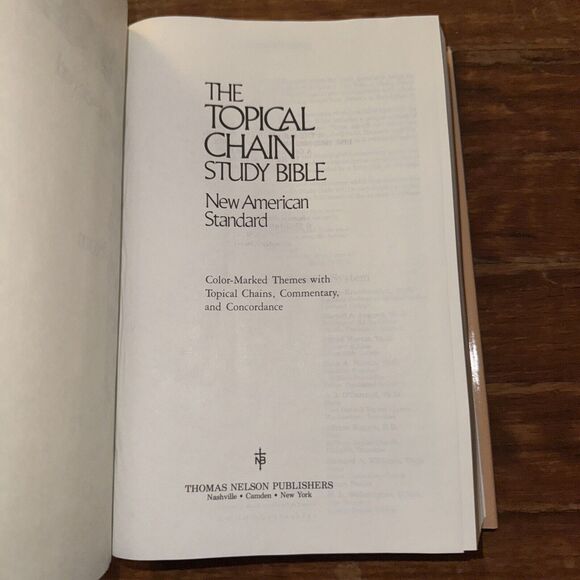 THE
TOPICAL
CHAIN
STUDY BIBLE
New American
Standard
Color-Marked Themes with
Topical Chains, Commentary,
and Concordance
NB
THOMAS NELSON PUBLISHERS
Nashville • Camden • New York